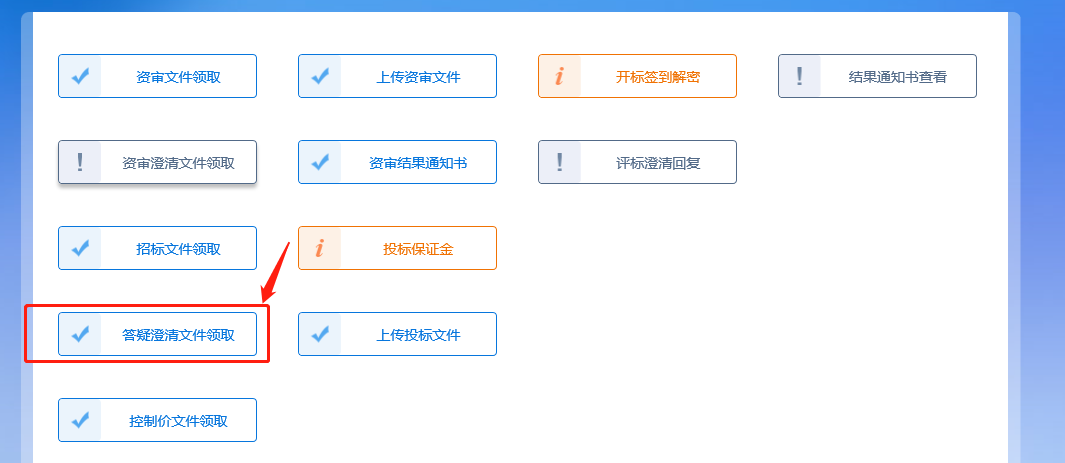 资审文件领取
上传资审文件
开标签到解密
结果通知书查看
资审澄清文件领取
资审结果通知书
评标澄清回复
招标文件领取
投标保证金
答疑澄清文件领取
上传投标文件
控制价文件领取